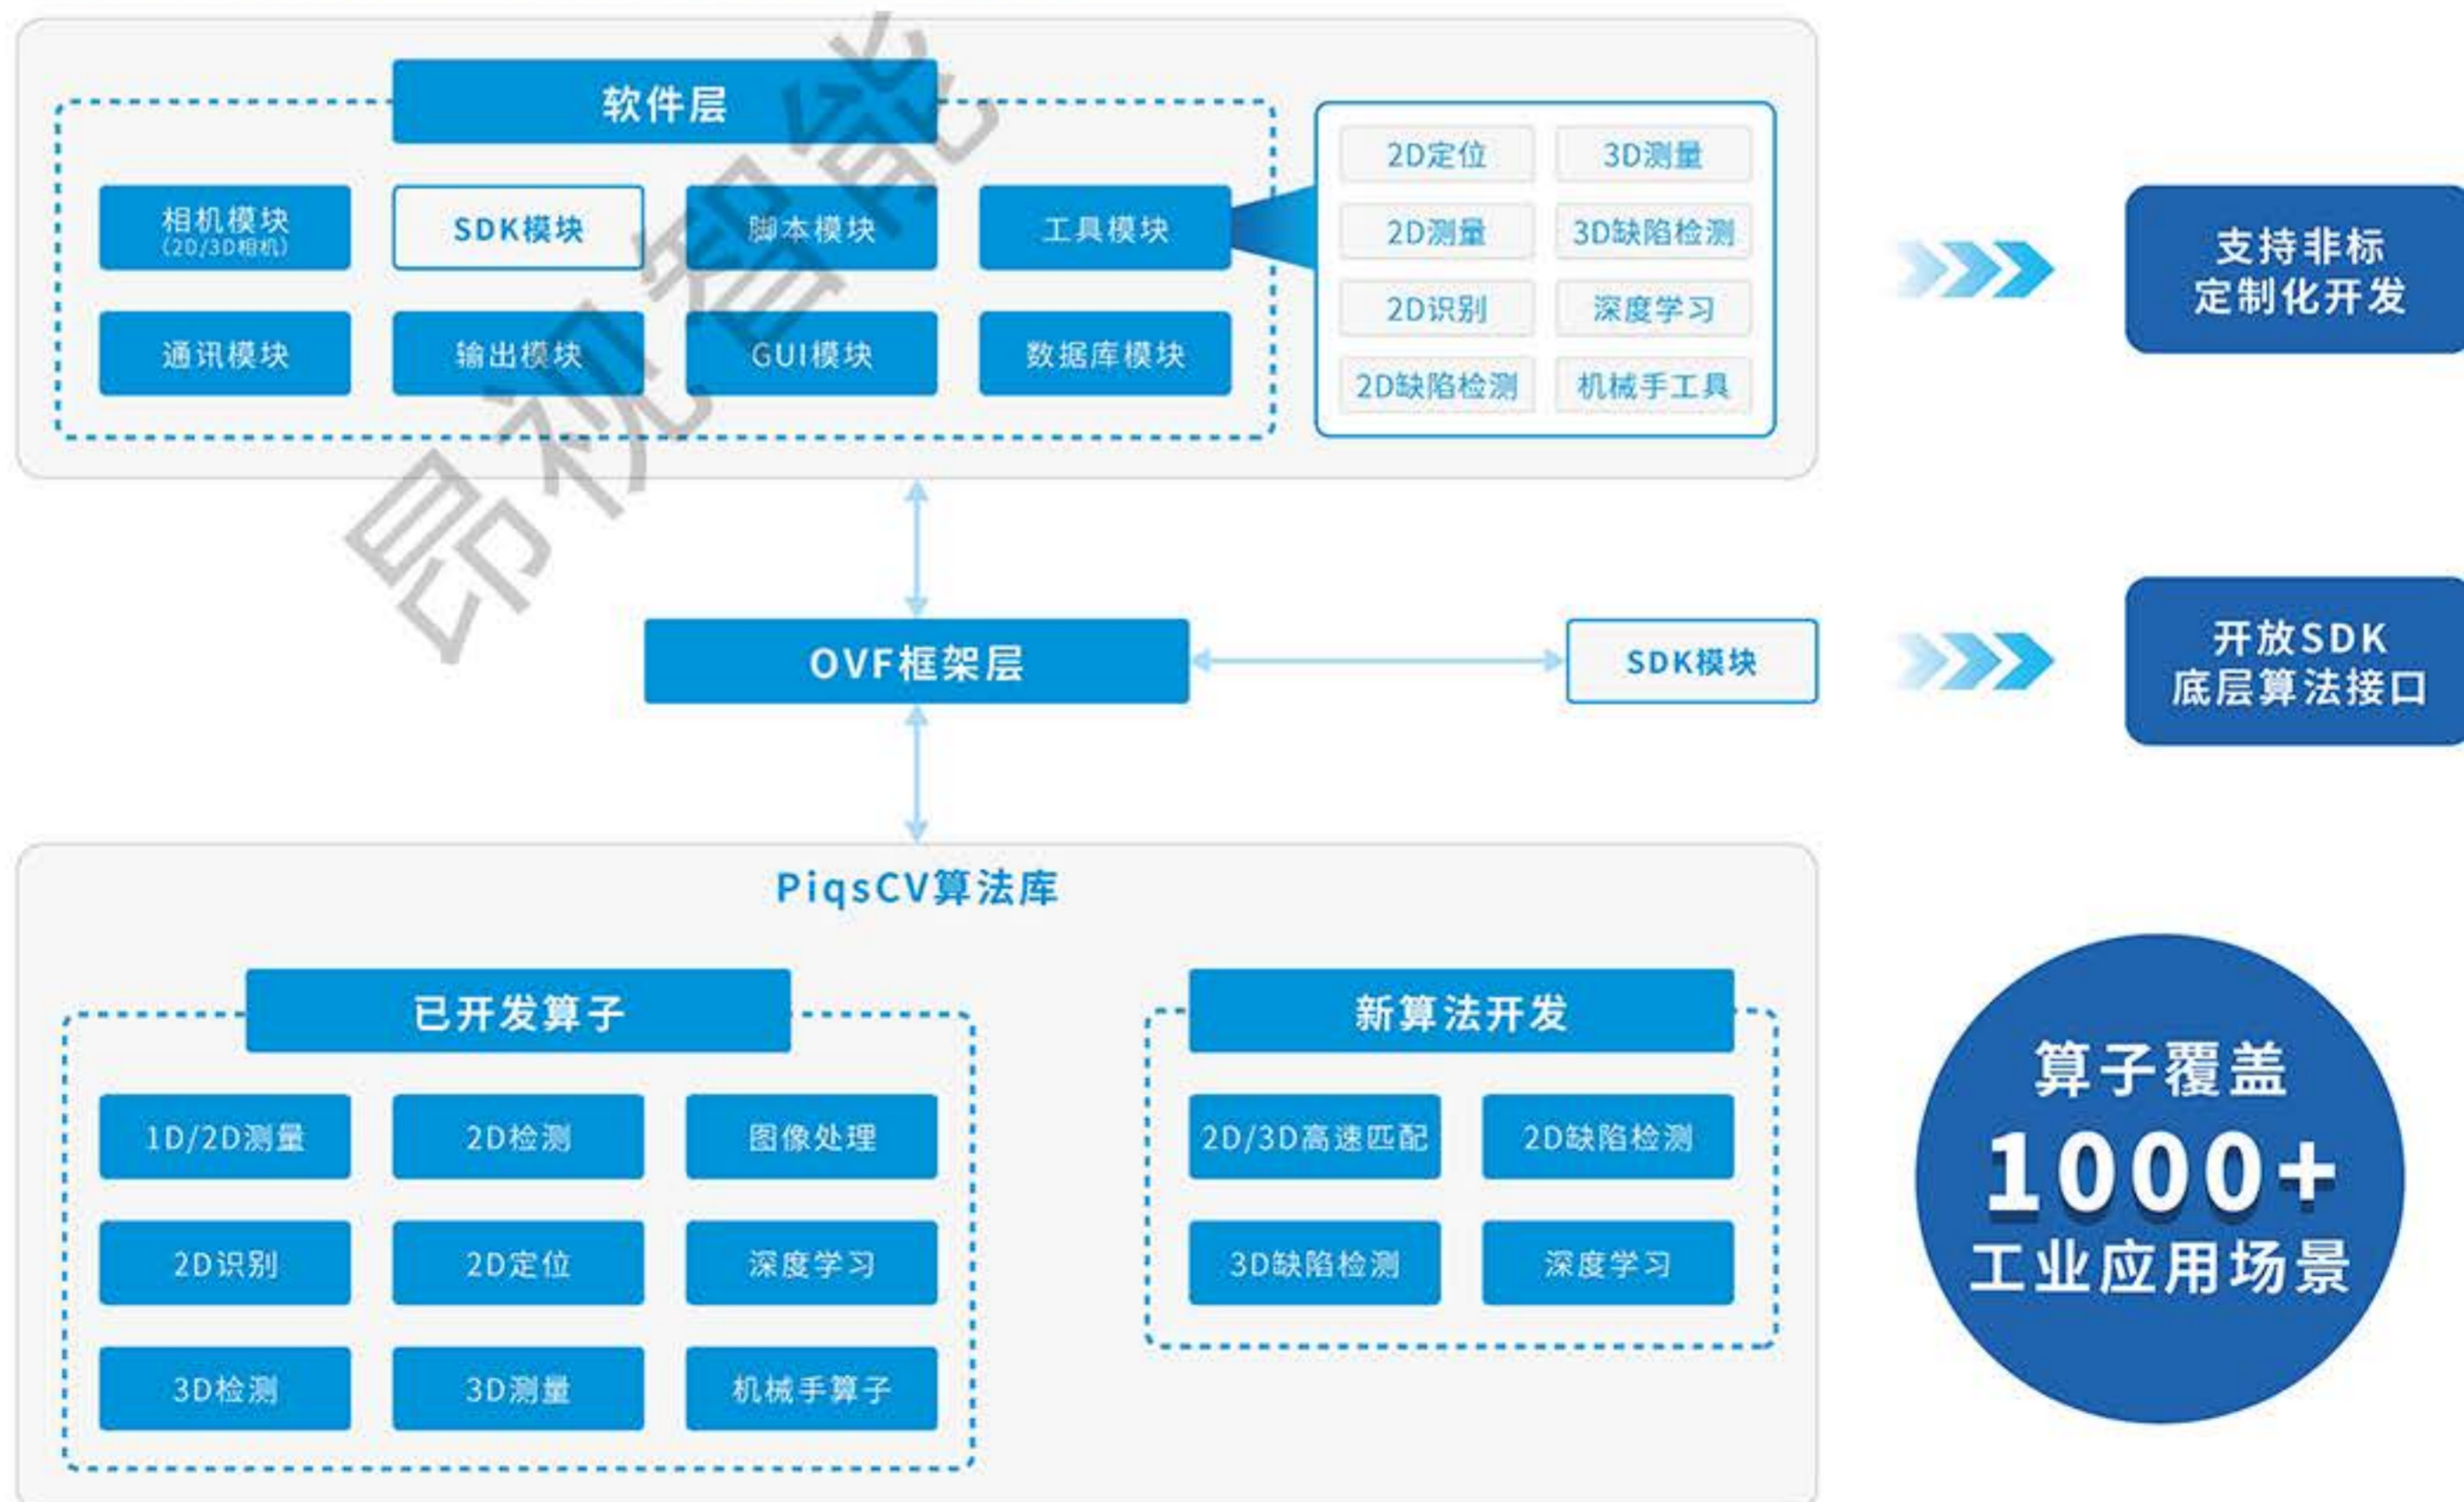 软件层
相机模块
(2D/3D相机)
SDK模块
脚本模块
工具模块
通讯模块
输出模块
GUI模块
数据库模块
2D定位
3D测量
2D测量
3D缺陷检测
2D识别
深度学习
2D缺陷检测
机械手工具
支持非标
定制化开发
昂视智能
OVF框架层
SDK模块
开放SDK
底层算法接口
PiqsCV算法库
已开发算子
1D/2D测量
2D检测
图像处理
2D识别
2D定位
深度学习
3D检测
3D测量
机械手算子
新算法开发
2D/3D高速匹配
2D缺陷检测
3D缺陷检测
深度学习
算子覆盖
1000+
工业应用场景